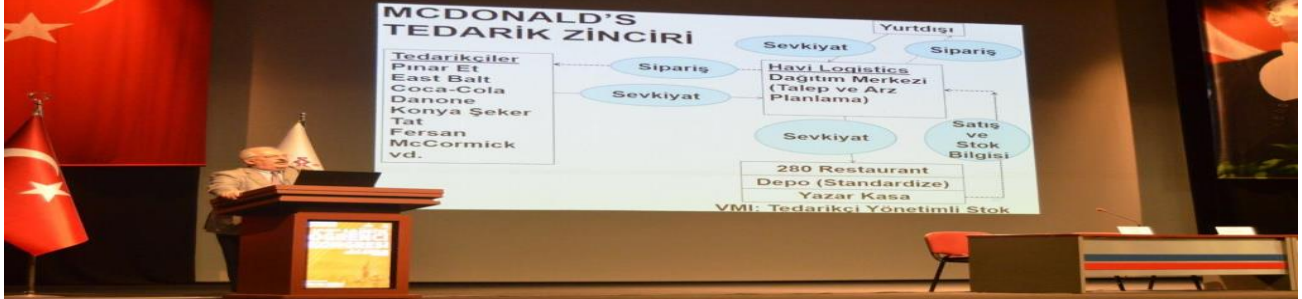 MCDONALD'S
TEDARİK ZİNCİRİ
Tedarikçiler
Pınar Et
East Balt
Coca-Cola
Danone
Konya Şeker
Tat
Fersan
McCormick
vd.
Sipariş
Sevkiyat
Yurtdışı
Sevkiyat
Sipariş
Havi Logistics
Dağıtım Merkezi
(Talep ve Arz
Planlama)
Sevkiyat
Satış
ve
Stok
Bilgisi
280 Restaurant
Depo (Standardize)
Yazar Kasa
VMI: Tedarikçi Yönetimli Stok
ÖĞRENCİ
KONGRESİ